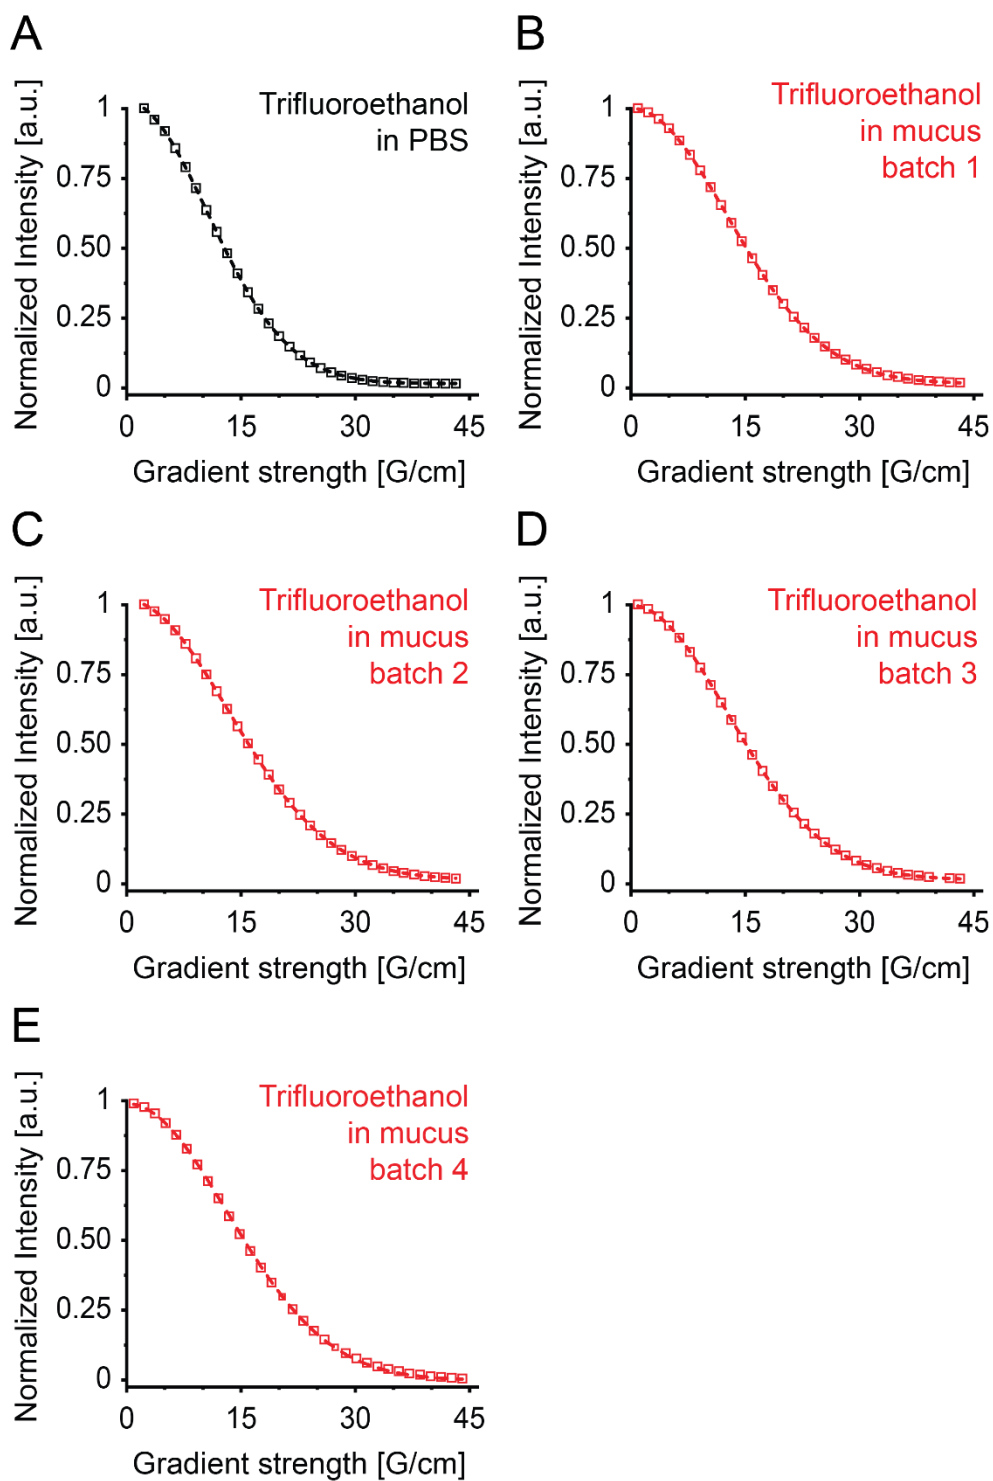 A
Normalized Intensity [a.u.]
1
0.75
0.50
0.25
0
0 15 30 45
Gradient strength [G/cm]
Trifluoroethanol
in PBS
B
Normalized Intensity [a.u.]
1
0.75
0.50
0.25
0
0 15 30 45
Gradient strength [G/cm]
Trifluoroethanol
in mucus
batch 1
C
Normalized Intensity [a.u.]
1
0.75
0.50
0.25
0
0 15 30 45
Gradient strength [G/cm]
Trifluoroethanol
in mucus
batch 2
D
Normalized Intensity [a.u.]
1
0.75
0.50
0.25
0
0 15 30 45
Gradient strength [G/cm]
Trifluoroethanol
in mucus
batch 3
E
Normalized Intensity [a.u.]
1
0.75
0.50
0.25
0
0 15 30 45
Gradient strength [G/cm]
Trifluoroethanol
in mucus
batch 4